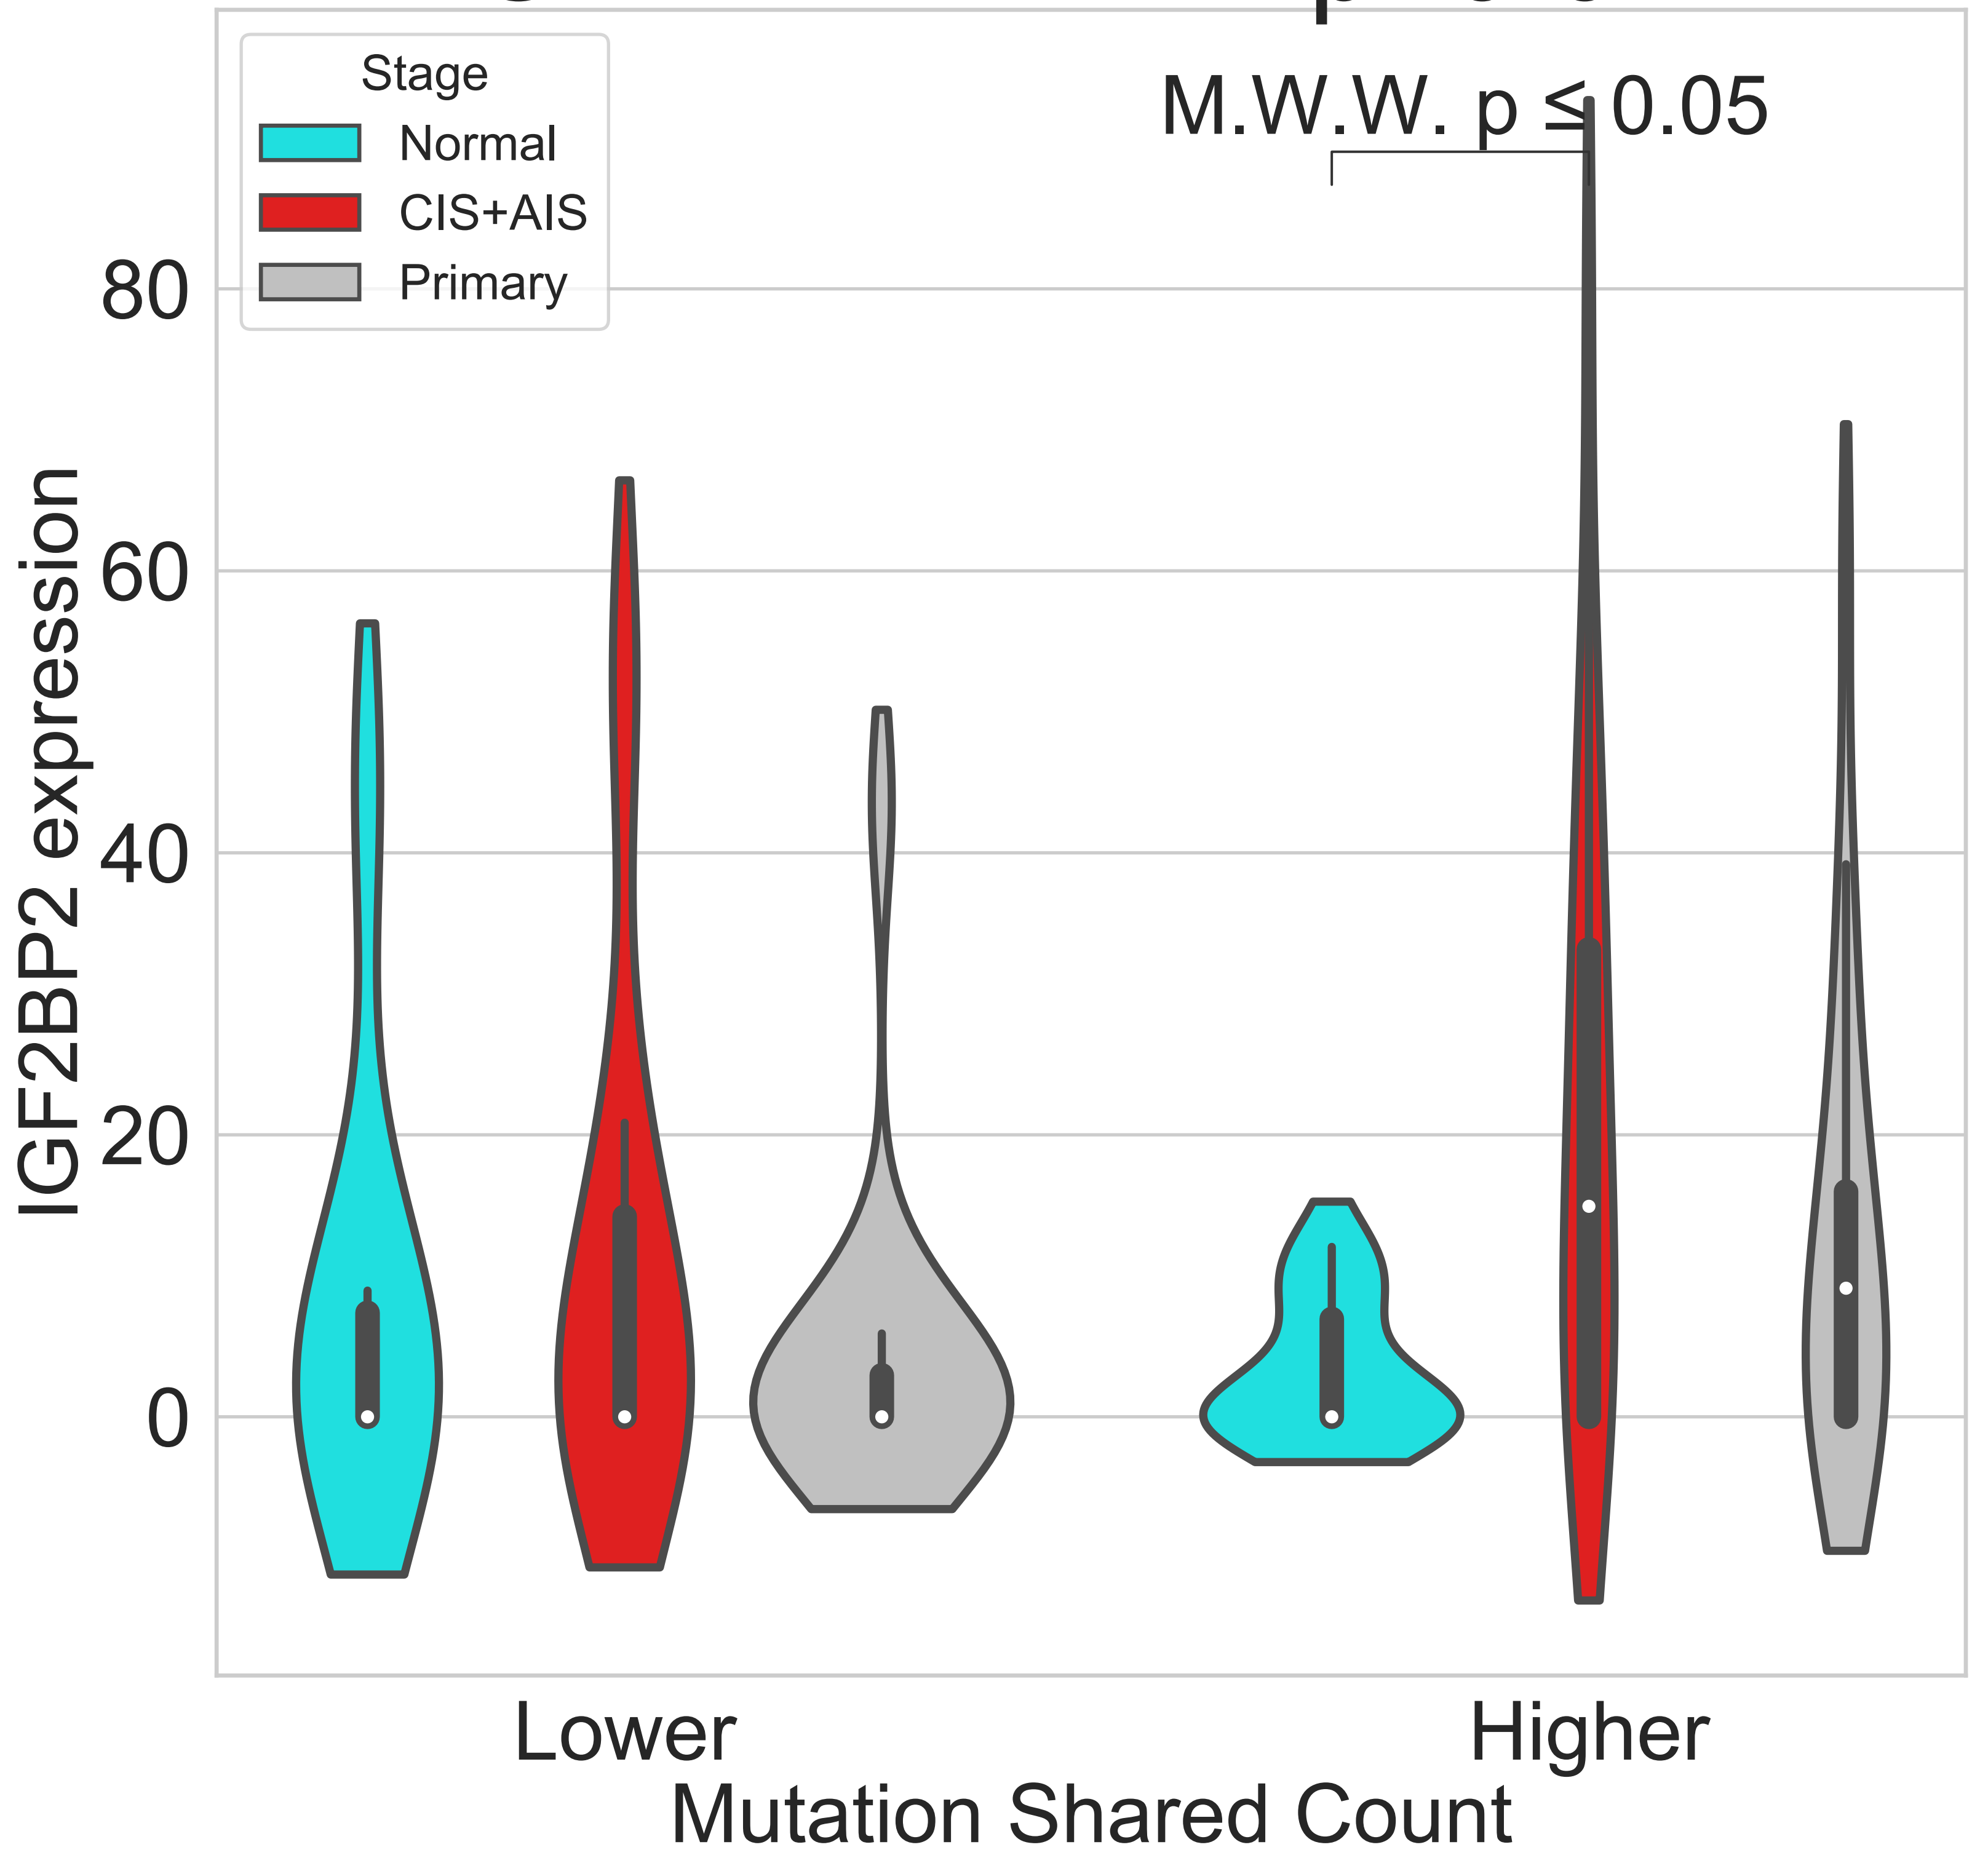 Stage
Normal
CIS+AIS
Primary
M.W.W. p ≤ 0.05
80
60
40
20
0
IGF2BP2 expression
Lower
Higher
Mutation Shared Count